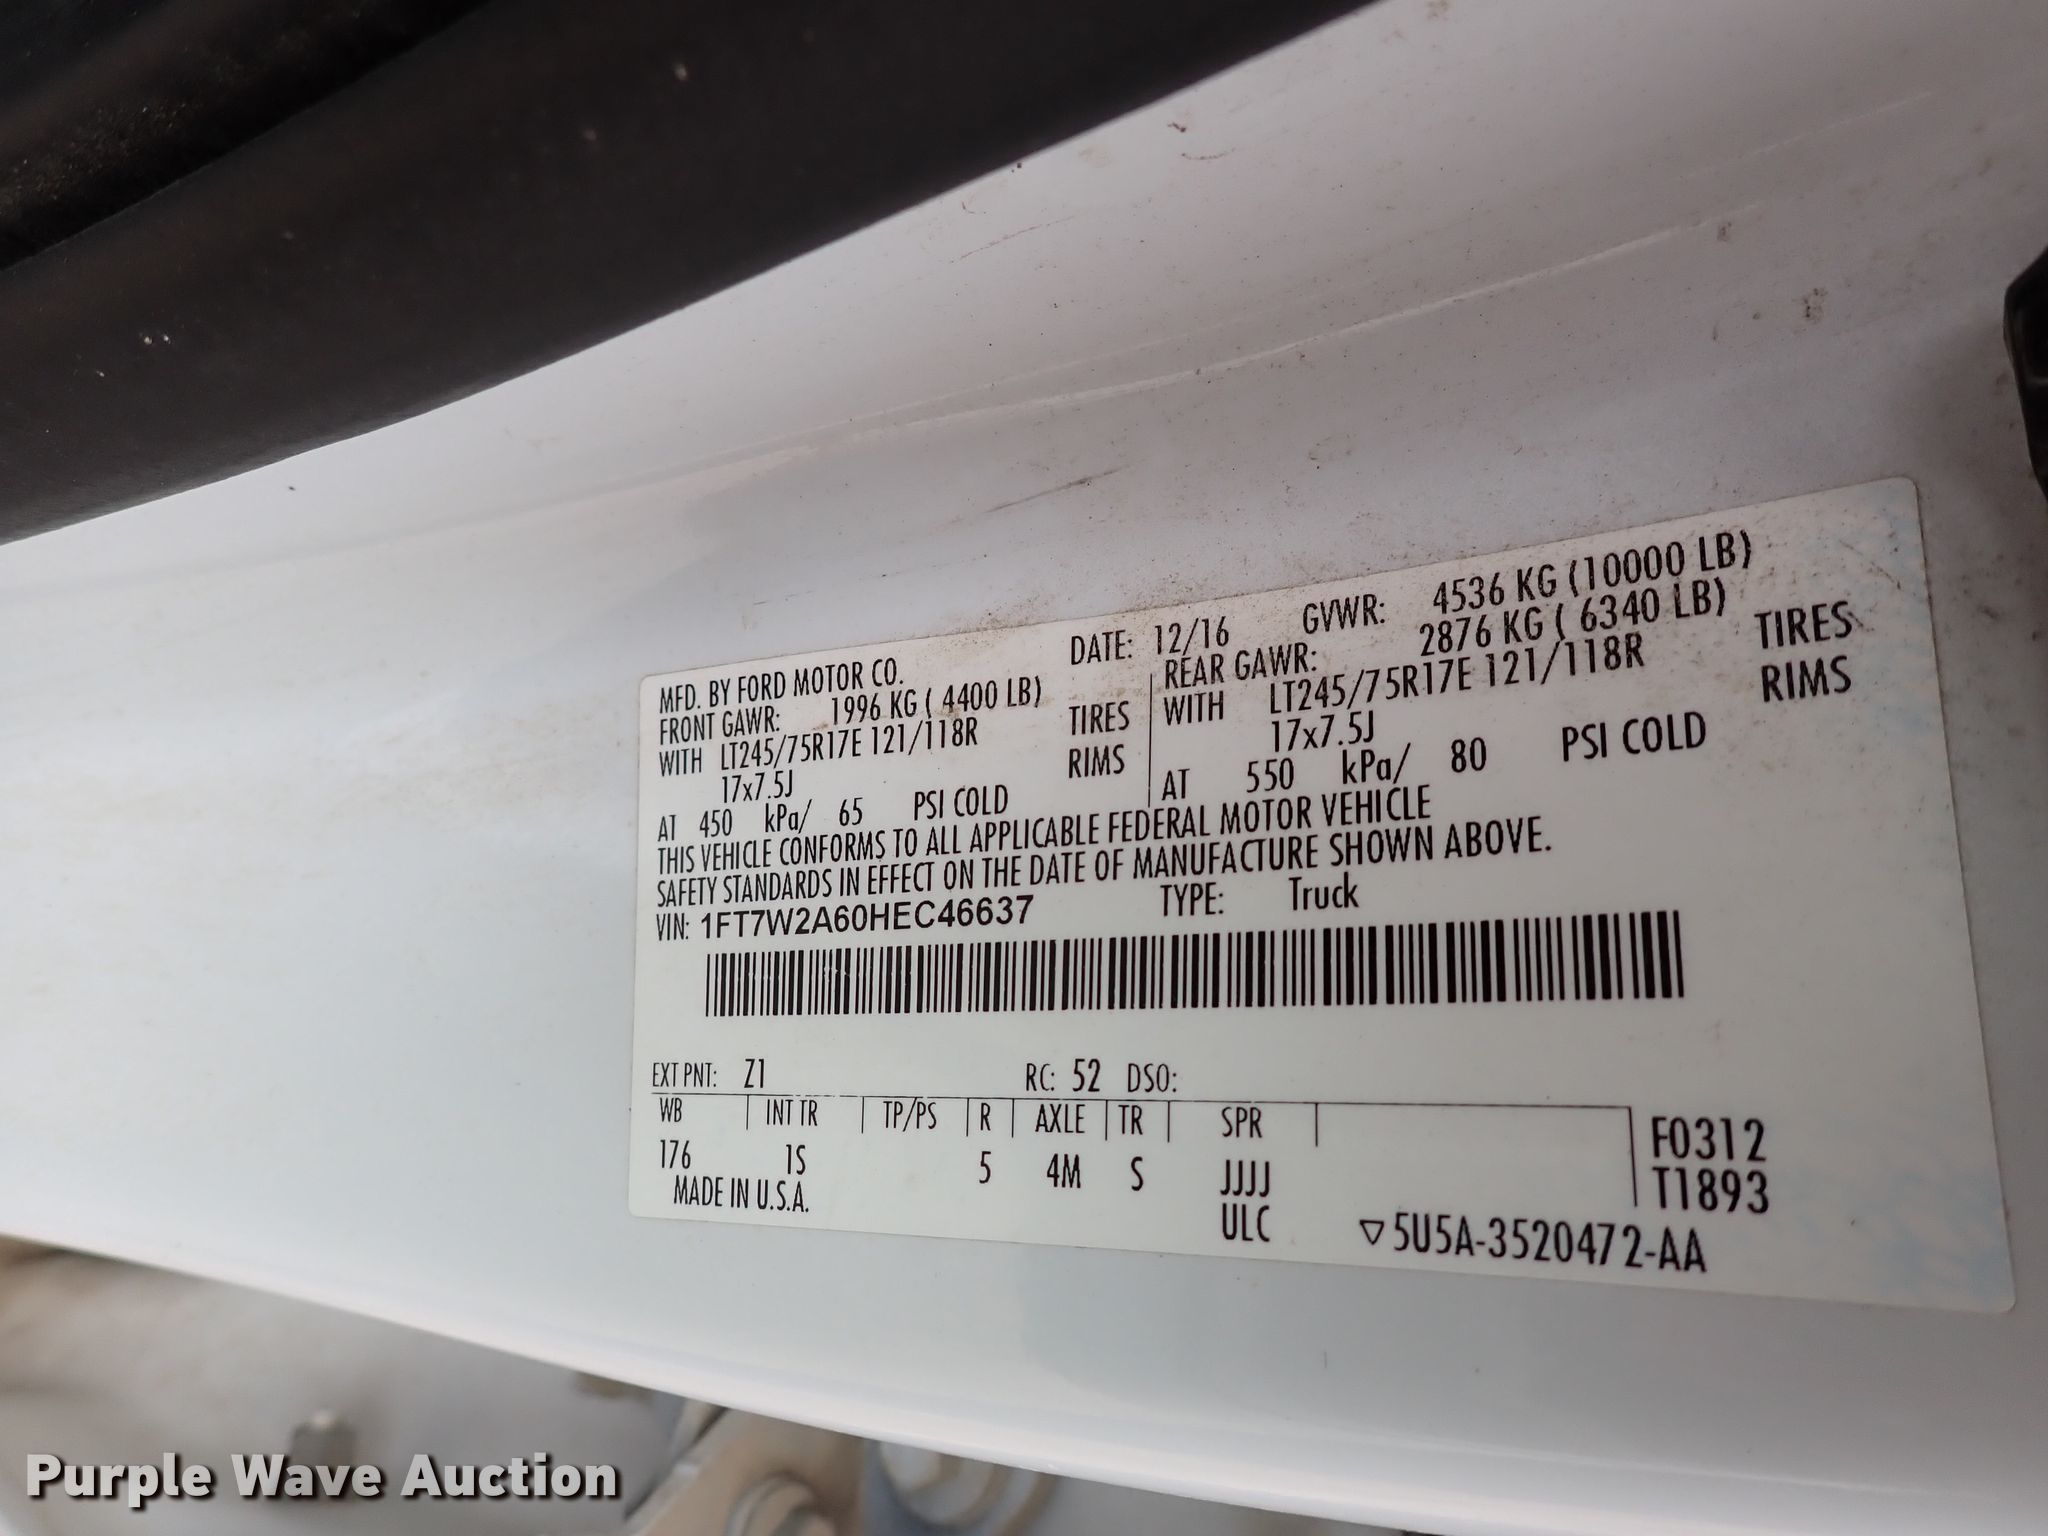 MFD. BY FORD MOTOR CO. DATE: 12/16 GVWR: 4536 KG (10000 LB)
FRONT GAWR: 1996 KG ( 4400 LB) REAR GAWR: 2876 KG ( 6340 LB)
WITH LT245/75R17E 121/118R TIRES WITH LT245/75R17E 121/118R TIRES
17x7.5J RIMS 17x7.5J RIMS
AT 450 kPa/ 65 PSI COLD AT 550 kPa/ 80 PSI COLD
THIS VEHICLE CONFORMS TO ALL APPLICABLE FEDERAL MOTOR VEHICLE
SAFETY STANDARDS IN EFFECT ON THE DATE OF MANUFACTURE SHOWN ABOVE.
VIN: 1FT7W2A60HEC46637 TYPE: Truck
EXT PNT: Z1 RC: 52 DSO:
WB INT TR TP/PS R AXLE TR SPR F0312
176 1S 5 4M S JJJJ T1893
MADE IN U.S.A. ULC ▽5U5A-3520472-AA
Purple Wave Auction